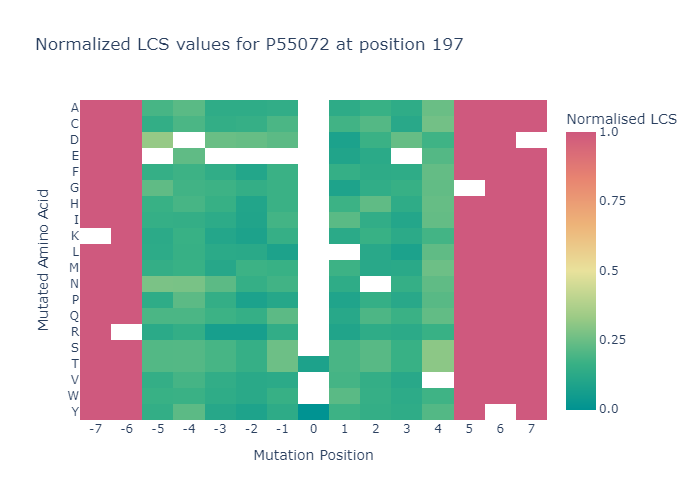 Normalized LCS values for P55072 at position 197
Normalised LCS
1.0
0.75
0.5
0.25
0.0
Mutated Amino Acid
A
C
D
E
F
G
H
I
K
L
M
N
P
Q
R
S
T
V
W
Y
-7 -6 -5 -4 -3 -2 -1 0 1 2 3 4 5 6 7
Mutation Position